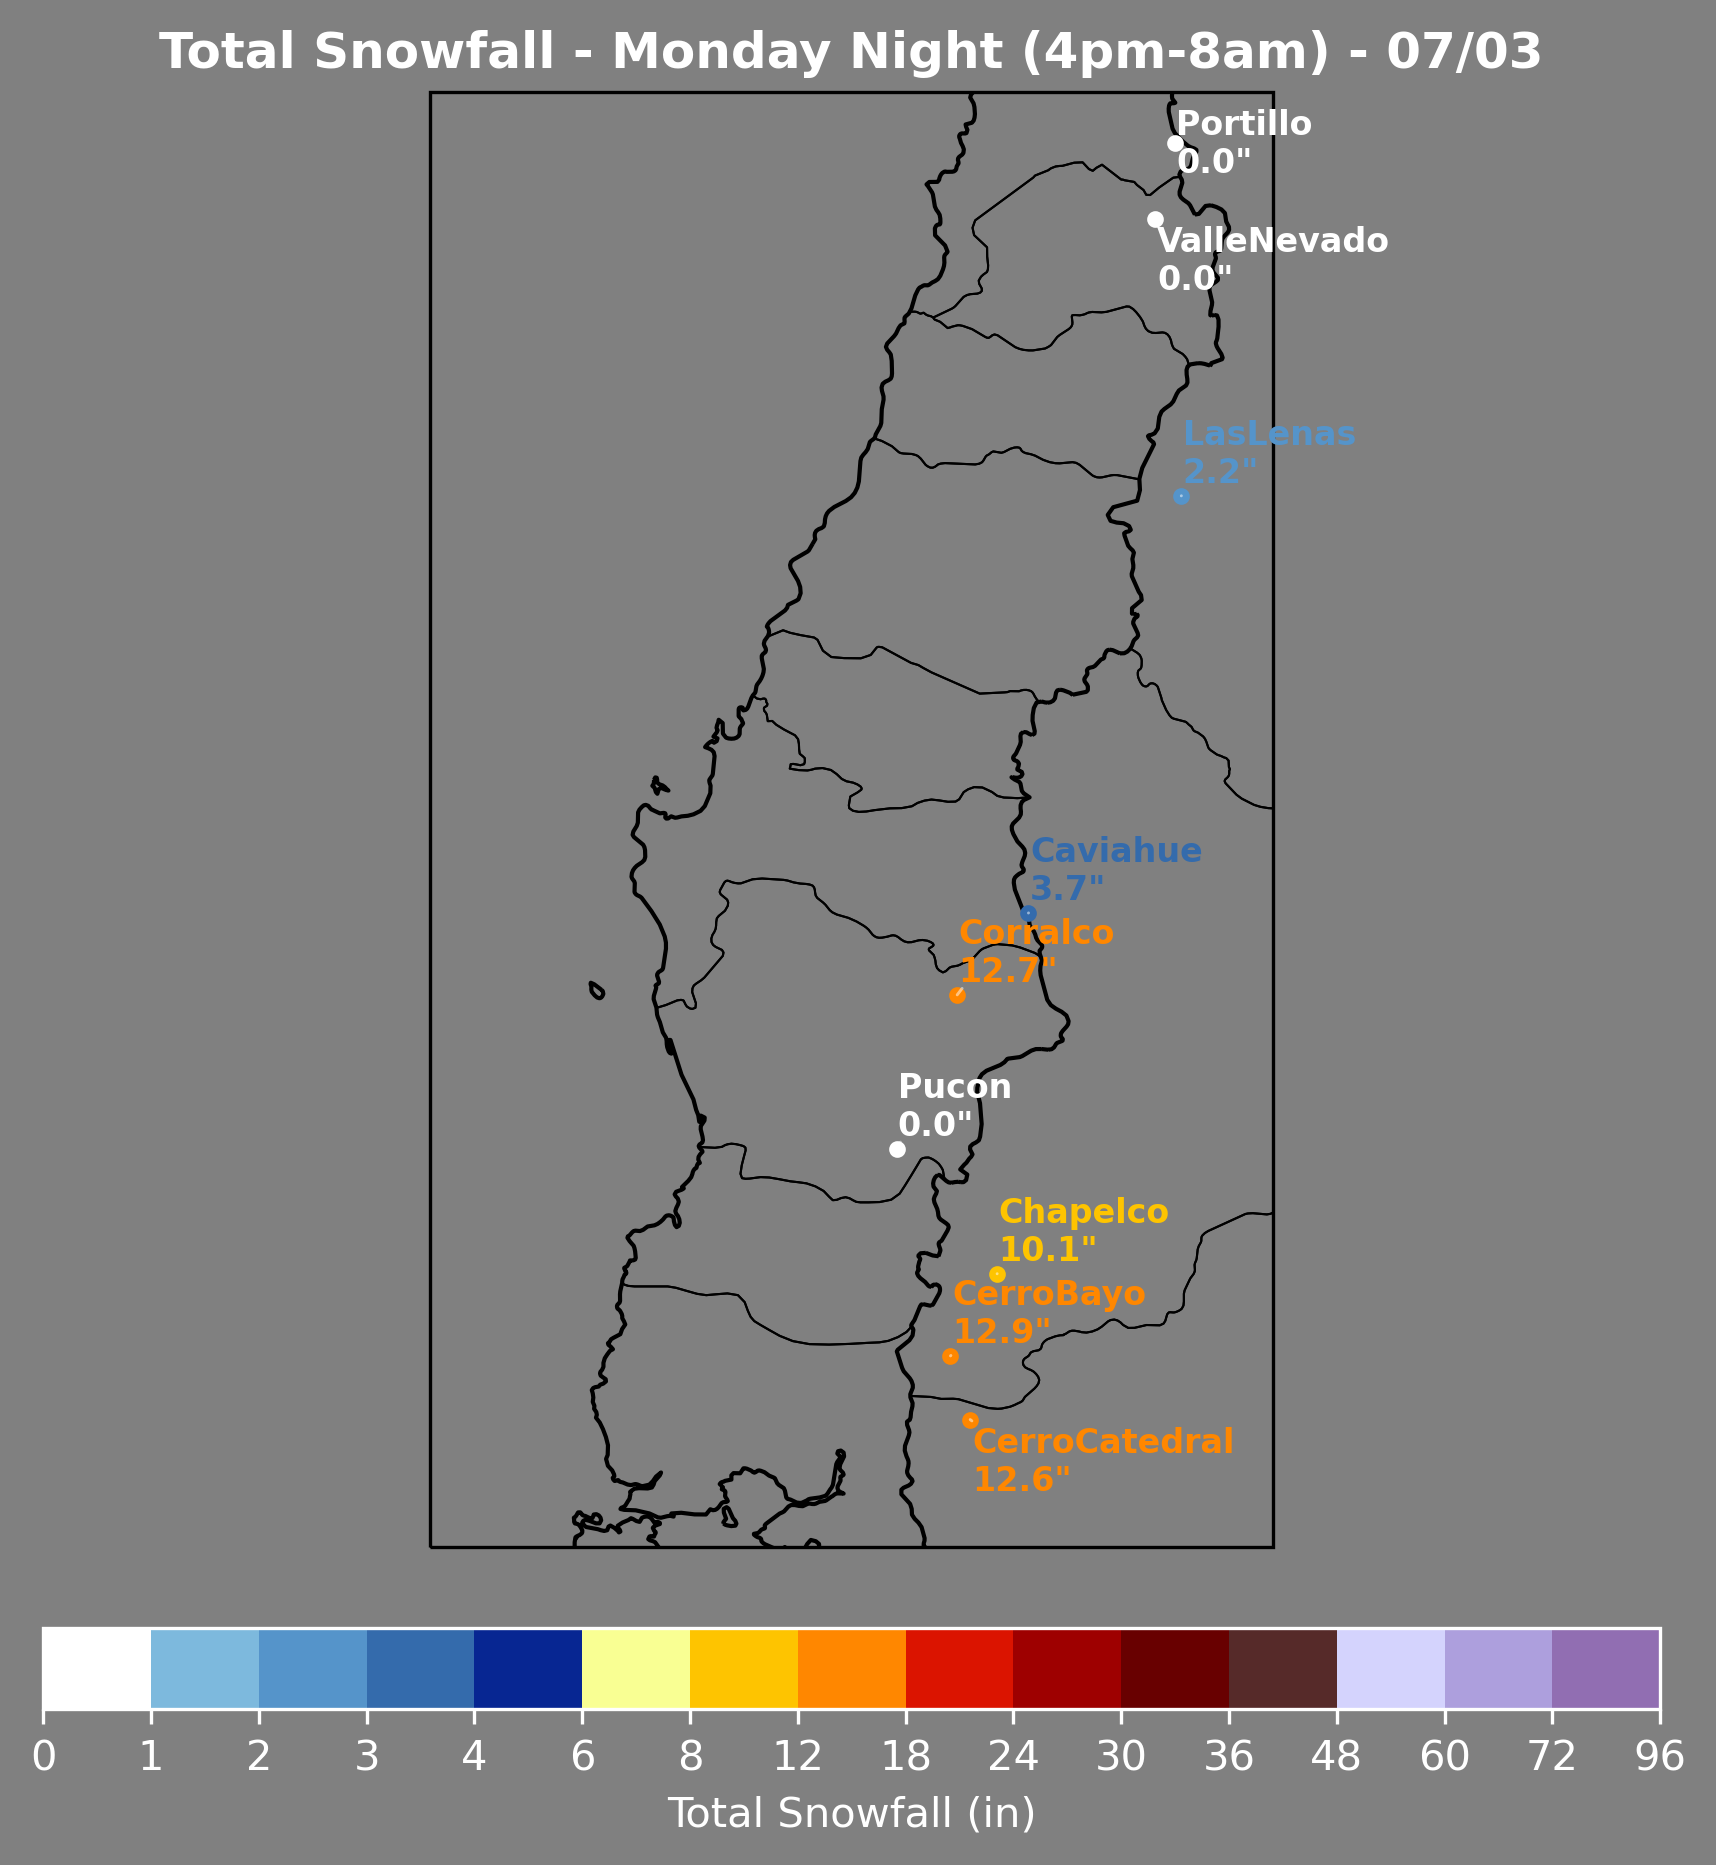 Total Snowfall - Monday Night (4pm-8am) - 07/03
Portillo
0.0"
ValleNevado
0.0"
LasLenas
2.2"
Caviahue
3.7"
Corralco
12.7"
Pucon
0.0"
Chapelco
10.1"
CerroBayo
12.9"
CerroCatedral
12.6"
0 1 2 3 4 6 8 12 18 24 30 36 48 60 72 96
Total Snowfall (in)